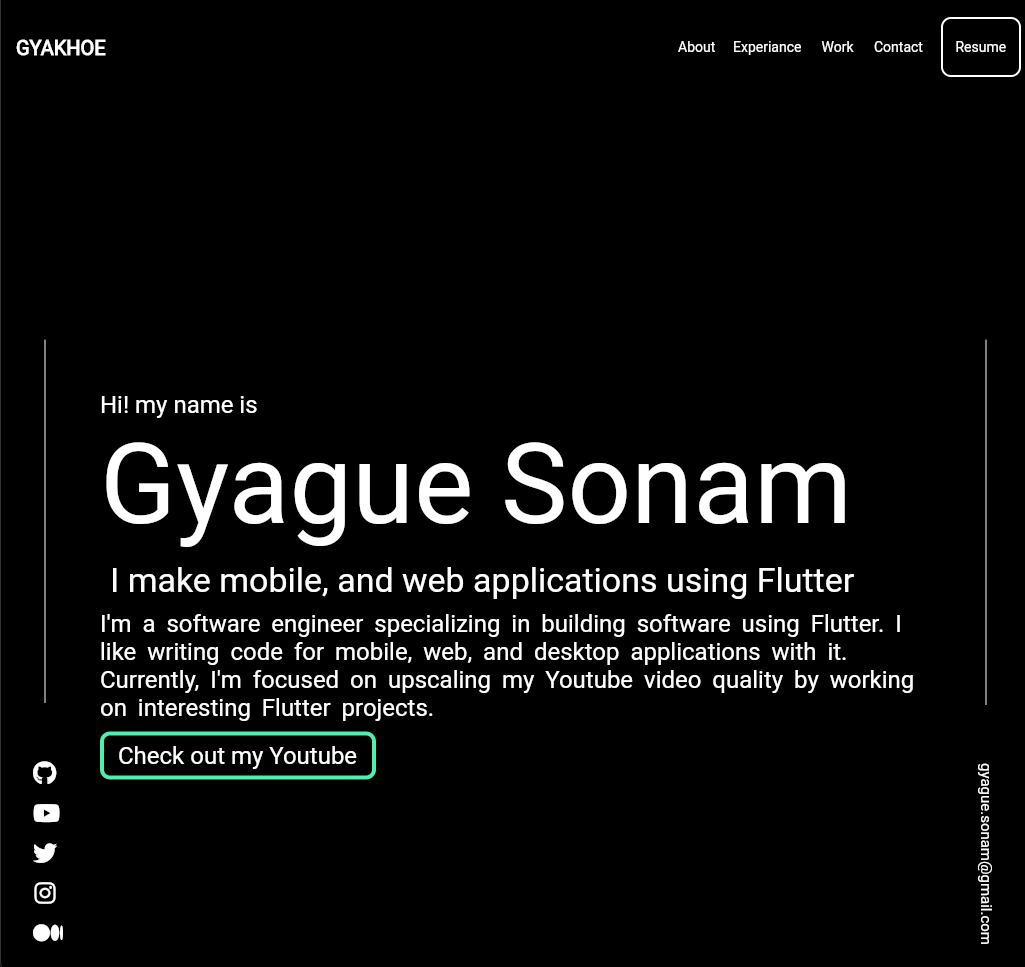 GYAKHOE
About Experiance Work Contact Resume
Hi! my name is
Gyague Sonam
I make mobile, and web applications using Flutter
I'm a software engineer specializing in building software using Flutter. I
like writing code for mobile, web, and desktop applications with it.
Currently, I'm focused on upscaling my Youtube video quality by working
on interesting Flutter projects.
Check out my Youtube
gyague.sonam@gmail.com